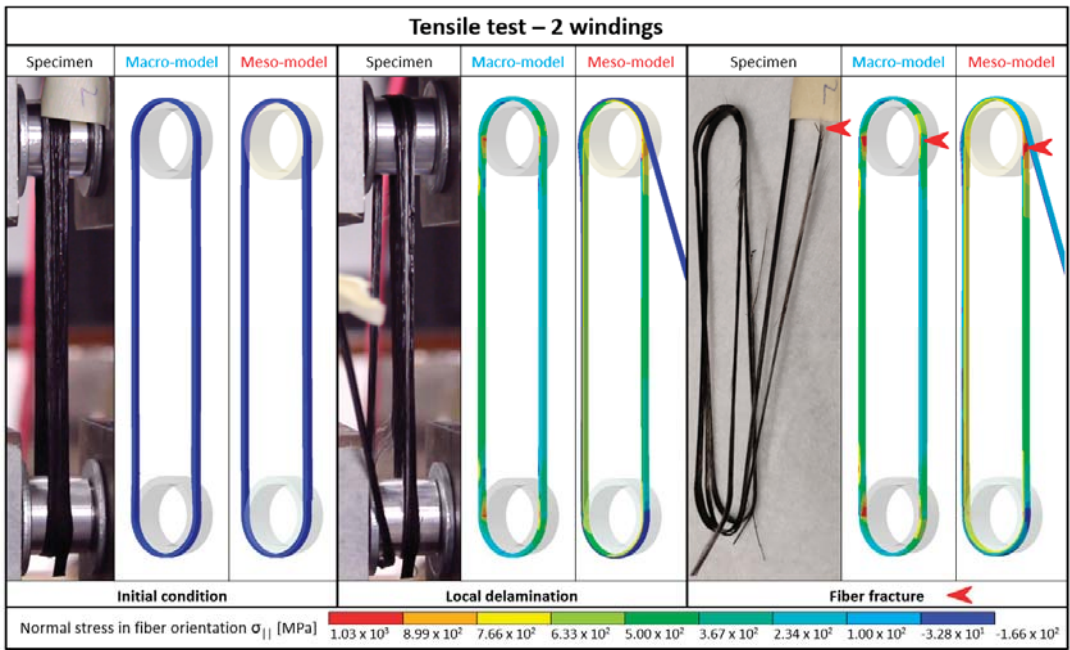 Tensile test – 2 windings
Specimen Macro-model Meso-model Specimen Macro-model Meso-model Specimen Macro-model Meso-model
Initial condition Local delamination Fiber fracture
Normal stress in fiber orientation σ|| [MPa]
1.03 x 10³ 8.99 x 10² 7.66 x 10² 6.33 x 10² 5.00 x 10² 3.67 x 10² 2.34 x 10² 1.00 x 10² -3.28 x 10¹ -1.66 x 10²